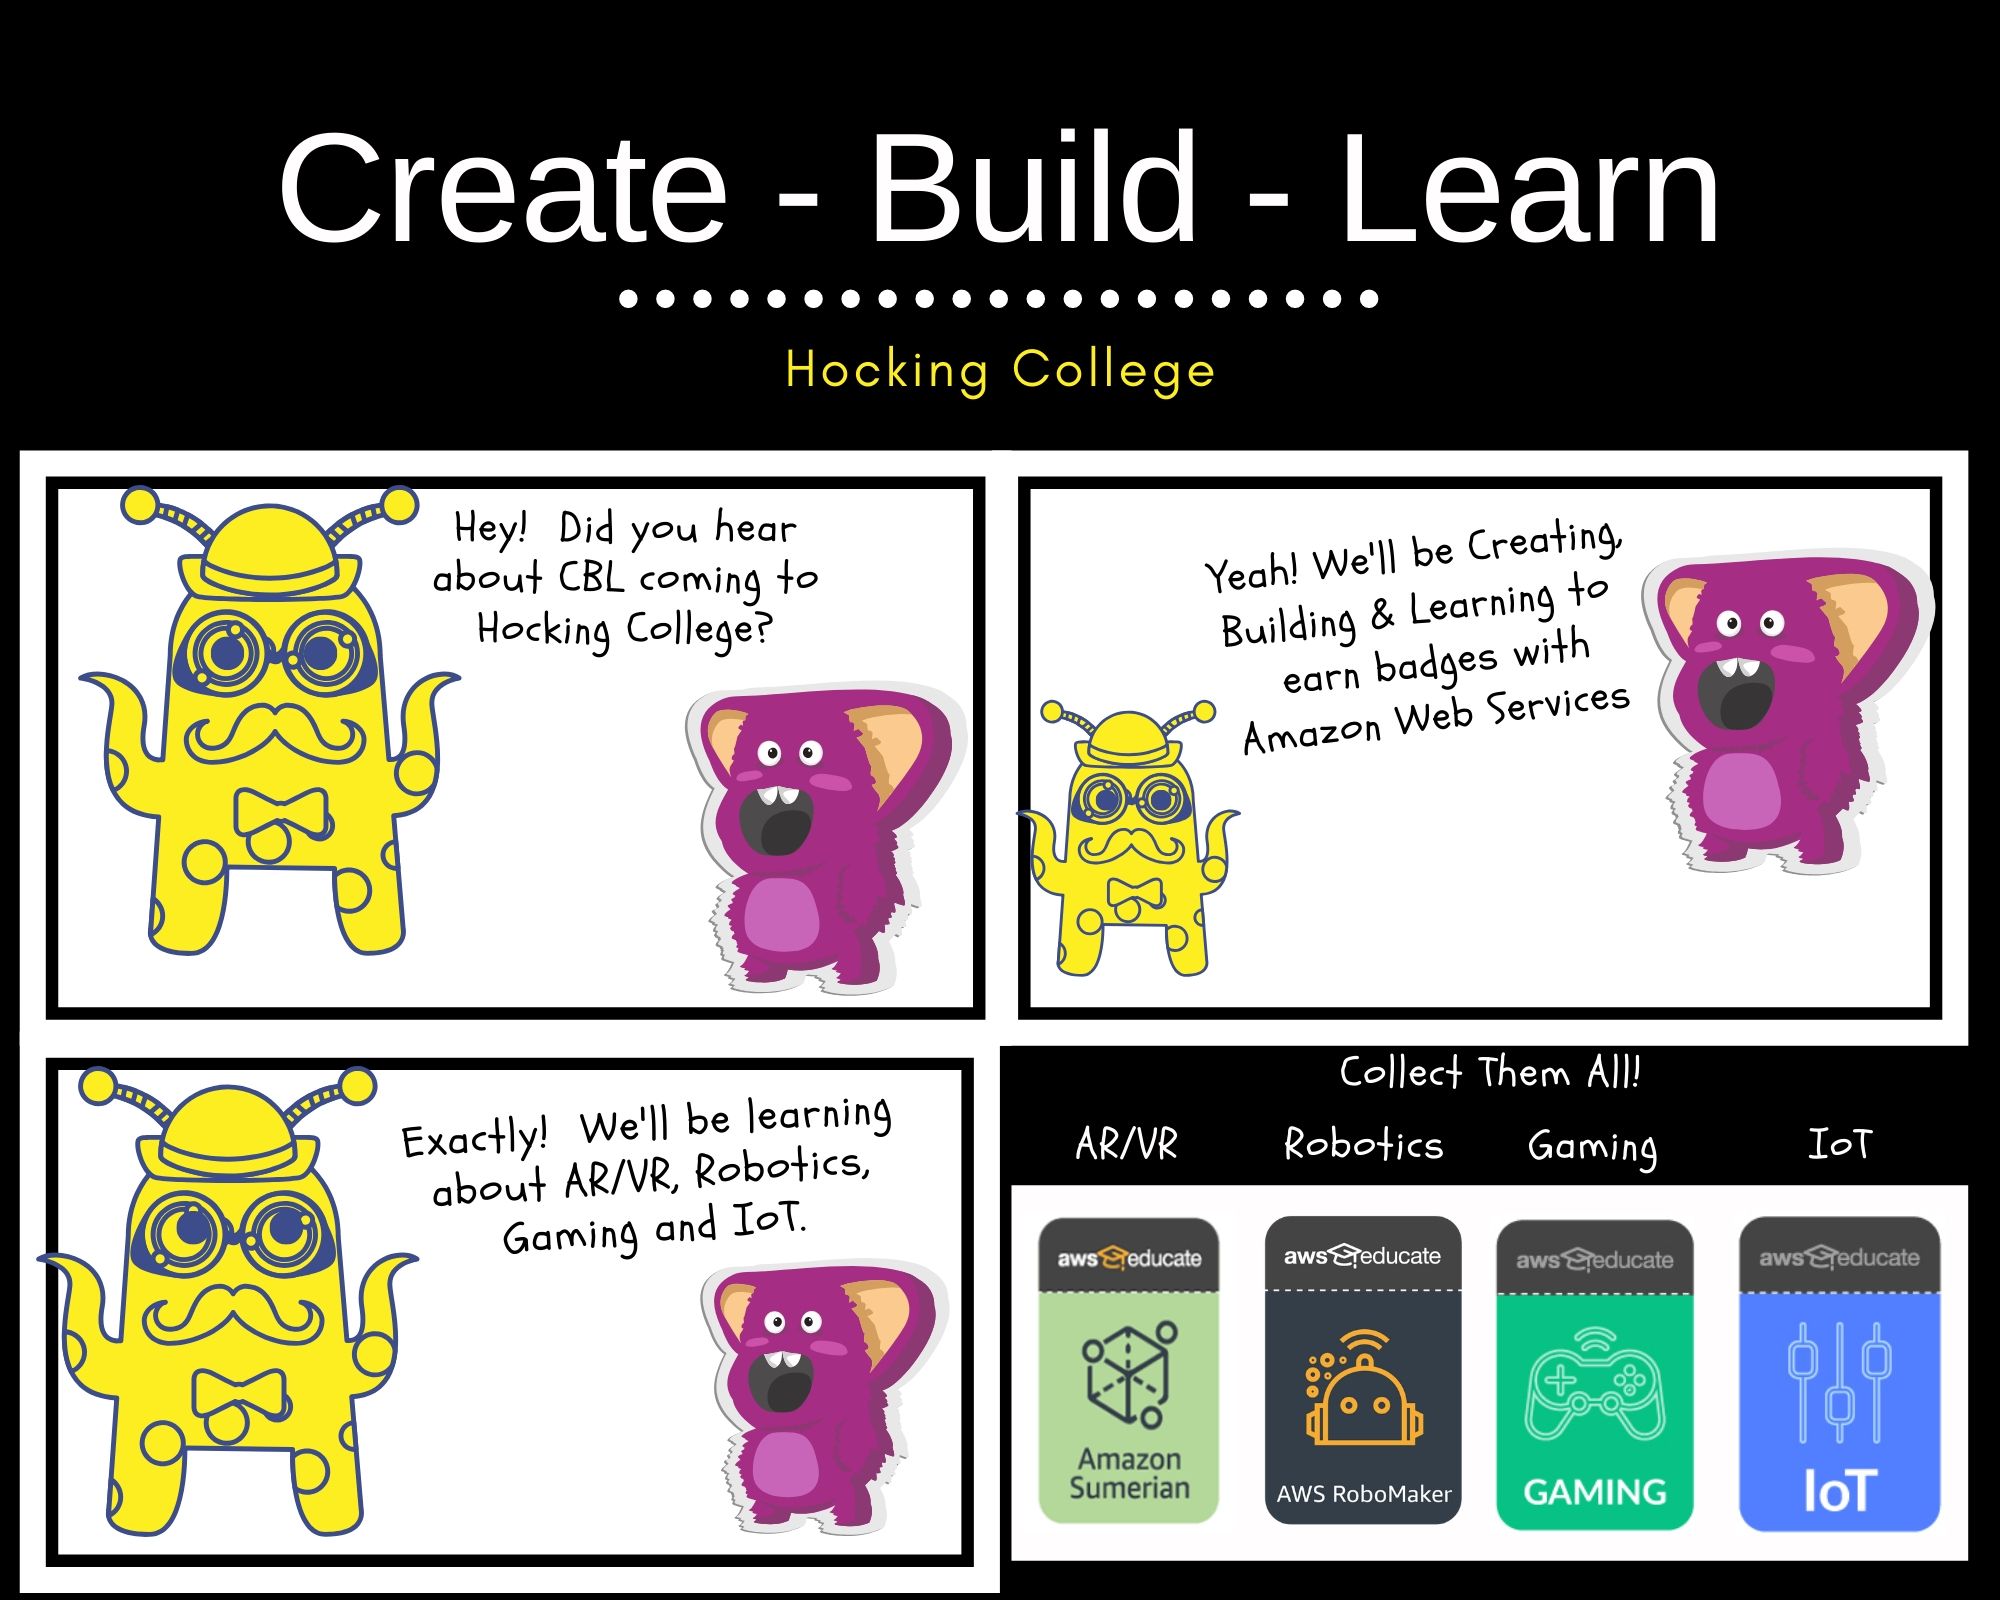 Create - Build - Learn
Hocking College
Hey! Did you hear
about CBL coming to
Hocking College?
Yeah! We'll be Creating,
Building & Learning to
earn badges with
Amazon Web Services
Exactly! We'll be learning
about AR/VR, Robotics,
Gaming and IoT.
Collect Them All!
AR/VR Robotics Gaming IoT
aws educate
Amazon
Sumerian
aws educate
AWS RoboMaker
aws educate
GAMING
aws educate
IoT